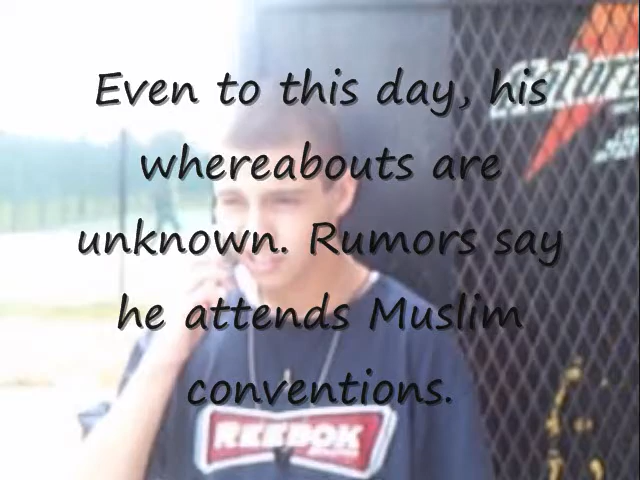 Even to this day, his
whereabouts are
unknown. Rumors say
he attends Muslim
conventions.
REEBOK